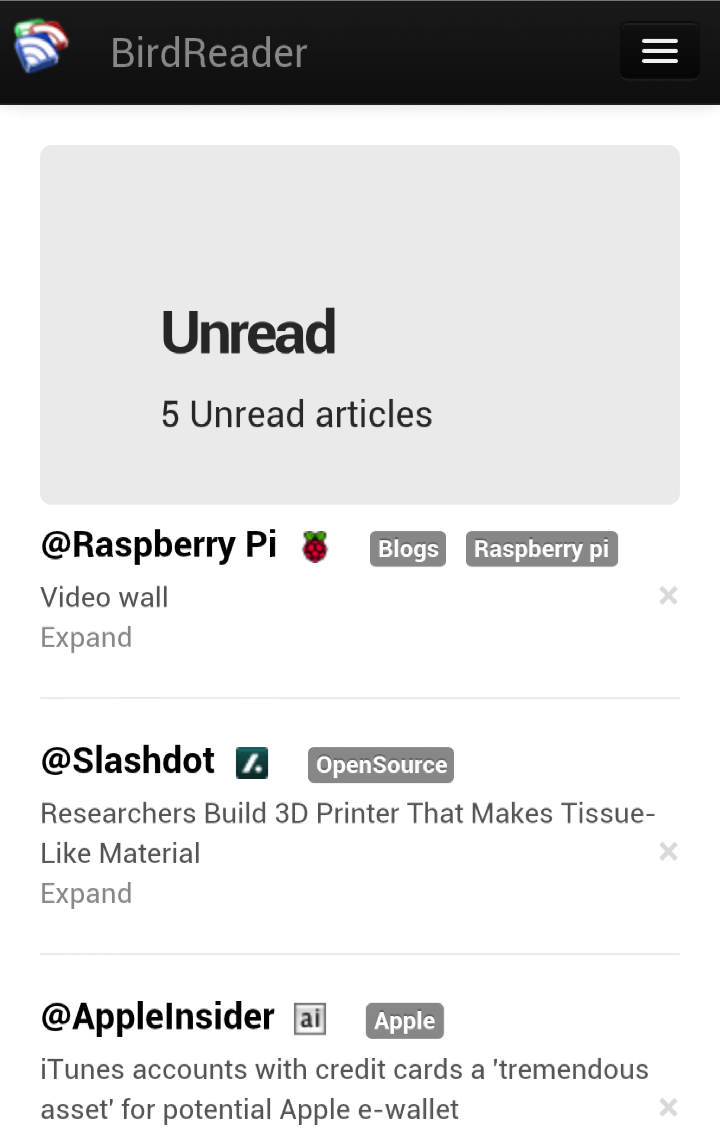 BirdReader
Unread
5 Unread articles
@Raspberry Pi Blogs Raspberry pi
Video wall ×
Expand
@Slashdot OpenSource
Researchers Build 3D Printer That Makes Tissue-
Like Material ×
Expand
@AppleInsider ai Apple
iTunes accounts with credit cards a 'tremendous
asset' for potential Apple e-wallet ×